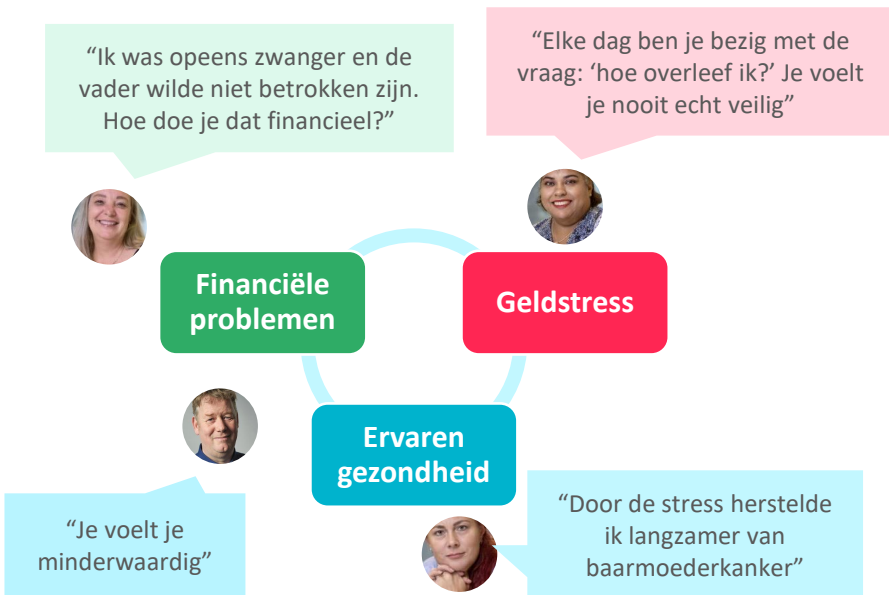 “Ik was opeens zwanger en de
vader wilde niet betrokken zijn.
Hoe doe je dat financieel?”
“Elke dag ben je bezig met de
vraag: ‘hoe overleef ik?’ Je voelt
je nooit echt veilig”
Financiële
problemen
Geldstress
Ervaren
gezondheid
“Je voelt je
minderwaardig”
“Door de stress herstelde
ik langzamer van
baarmoederkanker”